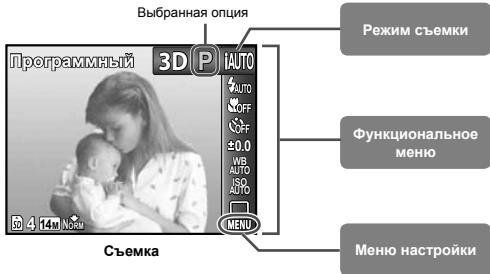 Выбранная опция
Режим съемки
Программный 3D P iAUTO
AUTO
OFF
OFF
±0.0
WB
AUTO
ISO
AUTO
Функциональное
меню
4 14M NORM
MENU
Съемка
Меню настройки